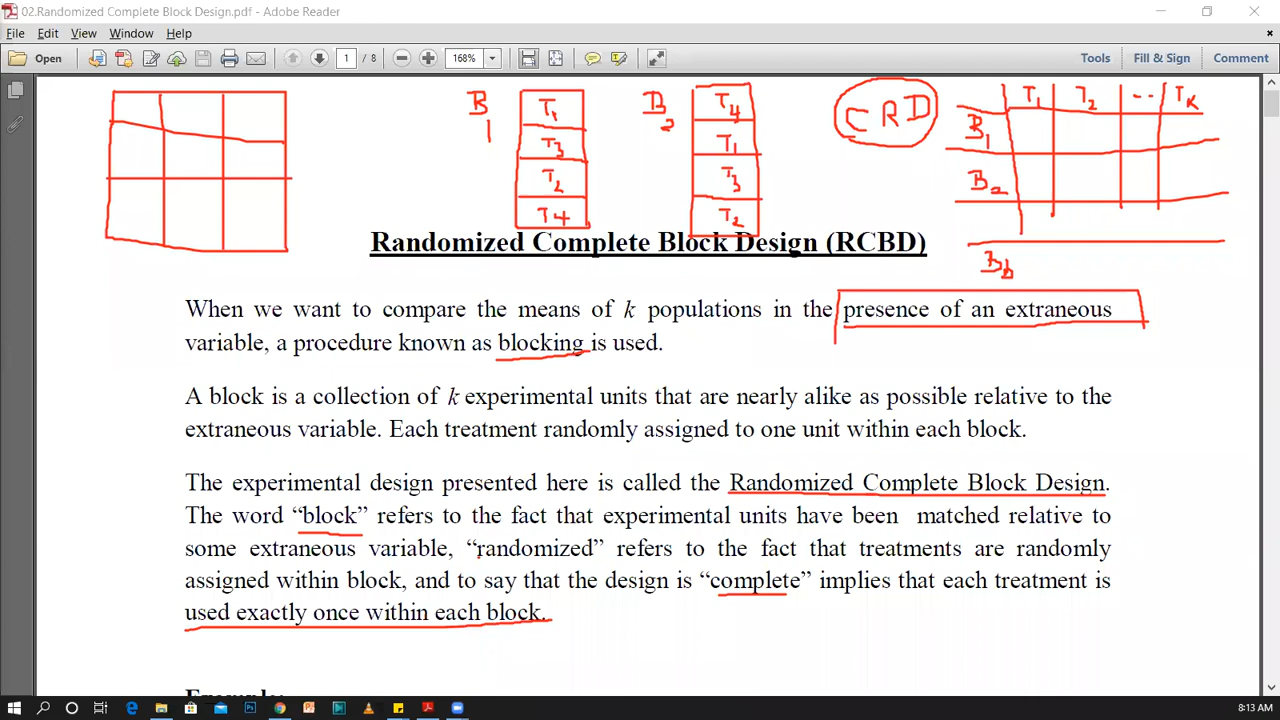 02.Randomized Complete Block Design.pdf - Adobe Reader
File Edit View Window Help
Open 1 / 8 168% Tools Fill & Sign Comment
B1 T1 T3 T2 T4
B2 T4 T1 T3 T2
CRD
T1 T2 -- Tk
B1
B2
Bb
Randomized Complete Block Design (RCBD)
When we want to compare the means of k populations in the presence of an extraneous
variable, a procedure known as blocking is used.
A block is a collection of k experimental units that are nearly alike as possible relative to the
extraneous variable. Each treatment randomly assigned to one unit within each block.
The experimental design presented here is called the Randomized Complete Block Design.
The word “block” refers to the fact that experimental units have been matched relative to
some extraneous variable, “randomized” refers to the fact that treatments are randomly
assigned within block, and to say that the design is “complete” implies that each treatment is
used exactly once within each block.
Example:
8:13 AM